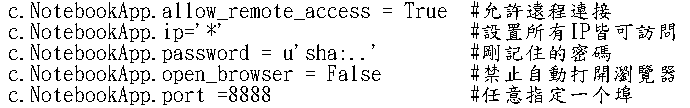 c.NotebookApp.allow_remote_access = True #允許遠程連接
c.NotebookApp.ip='*' #設置所有IP皆可訪問
c.NotebookApp.password = u'sha:..' #剛記住的密碼
c.NotebookApp.open_browser = False #禁止自動打開瀏覽器
c.NotebookApp.port =8888 #任意指定一个埠